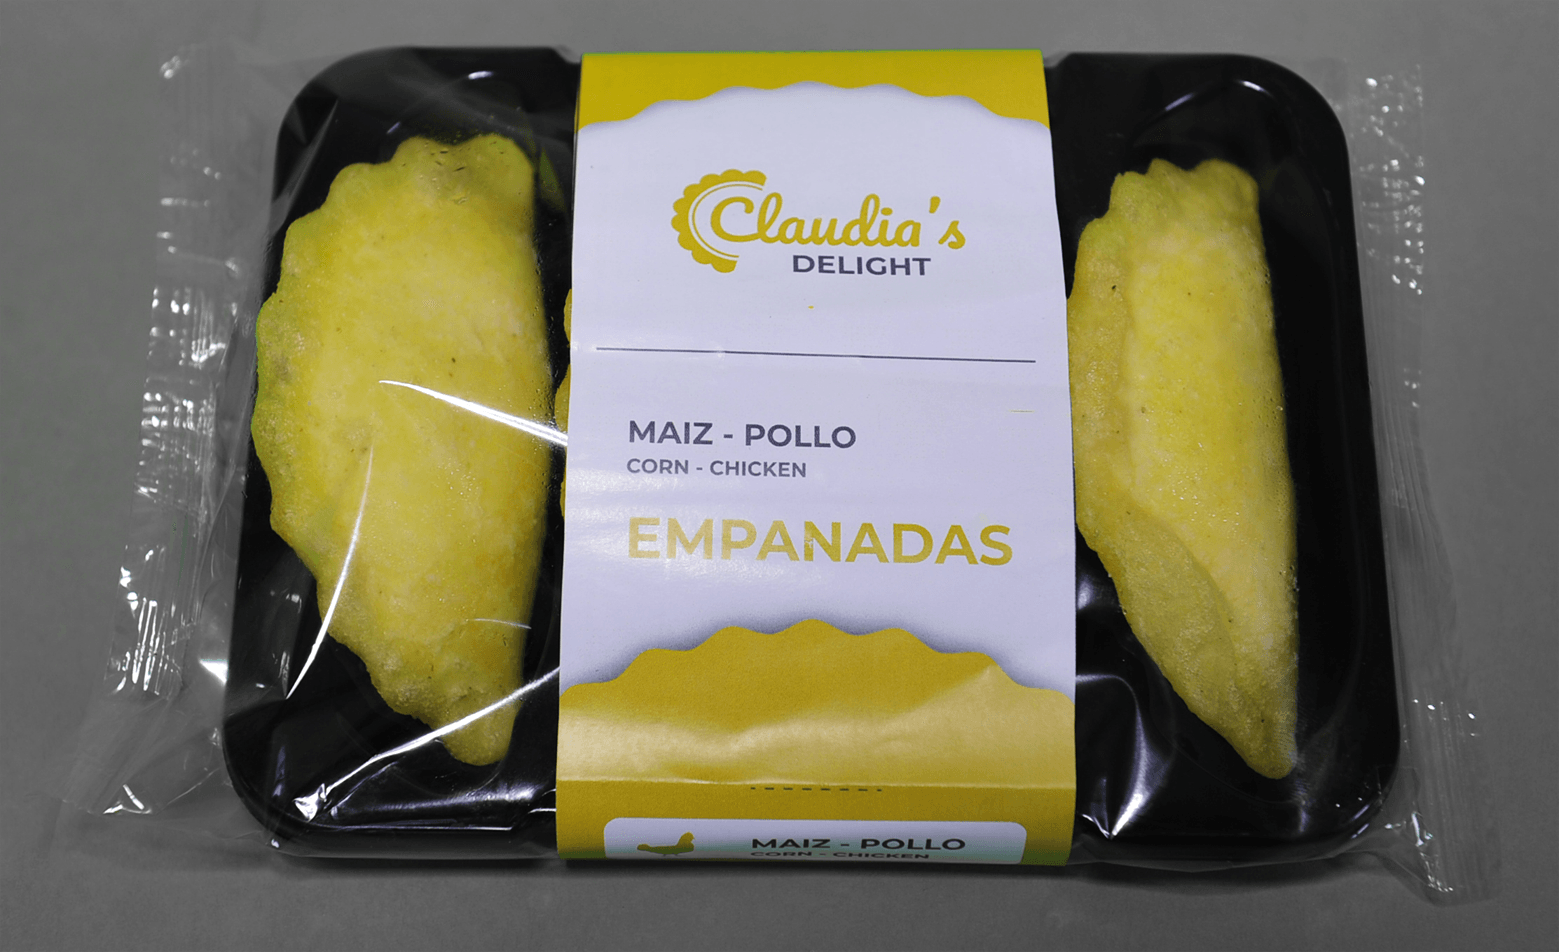 Claudia's
DELIGHT
MAIZ - POLLO
CORN - CHICKEN
EMPANADAS
MAIZ - POLLO
CORN - CHICKEN